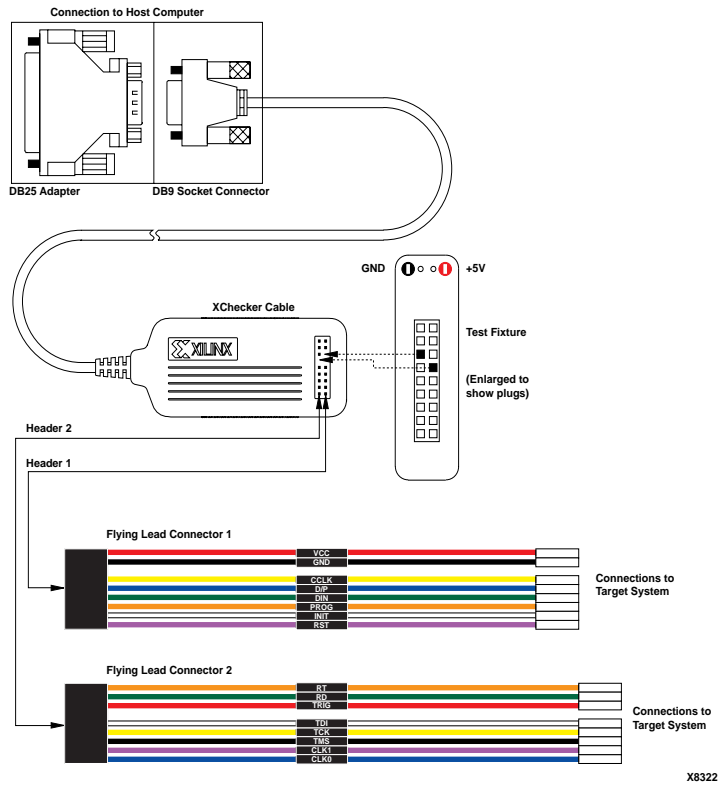 Connection to Host Computer
DB25 Adapter
DB9 Socket Connector
GND
+5V
XChecker Cable
Test Fixture
XILINX
(Enlarged to
show plugs)
Header 2
Header 1
Flying Lead Connector 1
VCC
GND
CCLK
D/P
DIN
PROG
INIT
RST
Connections to
Target System
Flying Lead Connector 2
RT
RD
TRIG
TDI
TCK
TMS
CLK1
CLK0
Connections to
Target System
X8322